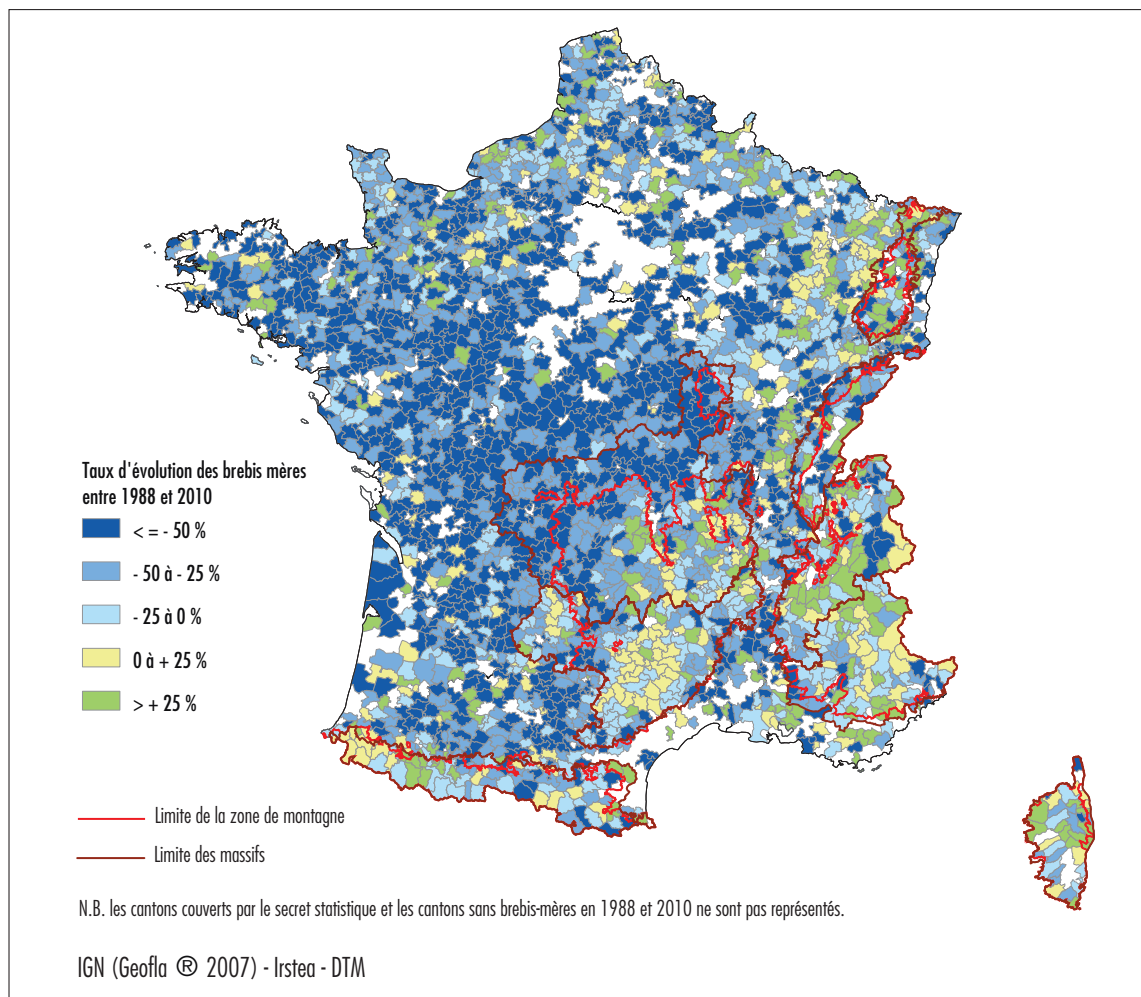 Taux d'évolution des brebis mères
entre 1988 et 2010
< = - 50 %
- 50 à - 25 %
- 25 à 0 %
0 à + 25 %
> + 25 %
Limite de la zone de montagne
Limite des massifs
N.B. les cantons couverts par le secret statistique et les cantons sans brebis-mères en 1988 et 2010 ne sont pas représentés.
IGN (Geofla ® 2007) - Irstea - DTM